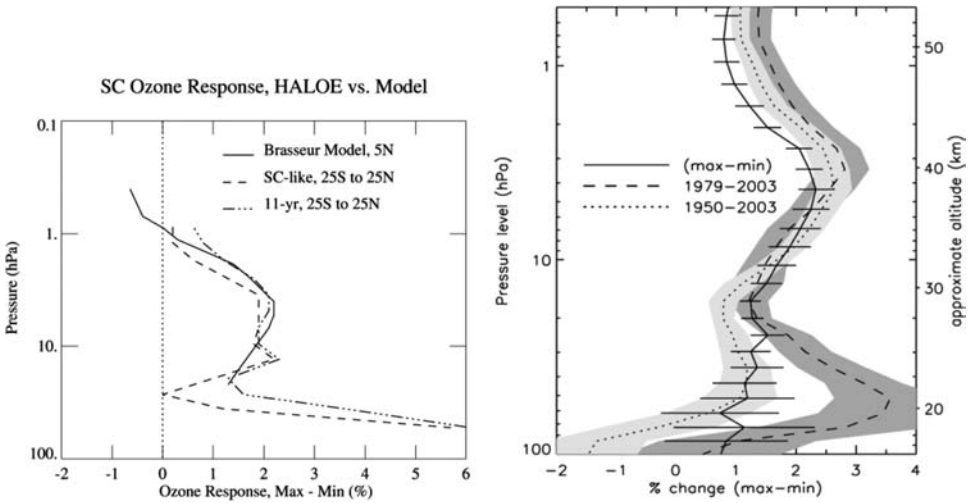 SC Ozone Response, HALOE vs. Model
0.1
1.
10.
100.
Pressure (hPa)
Brasseur Model, 5N
SC-like, 25S to 25N
11-yr, 25S to 25N
-2 -1 0 1 2 3 4 5 6
Ozone Response, Max - Min (%)
1
10
100
Pressure level (hPa)
(max-min)
1979-2003
1950-2003
50
40
30
20
approximate altitude (km)
-2 -1 0 1 2 3 4
% change (max-min)